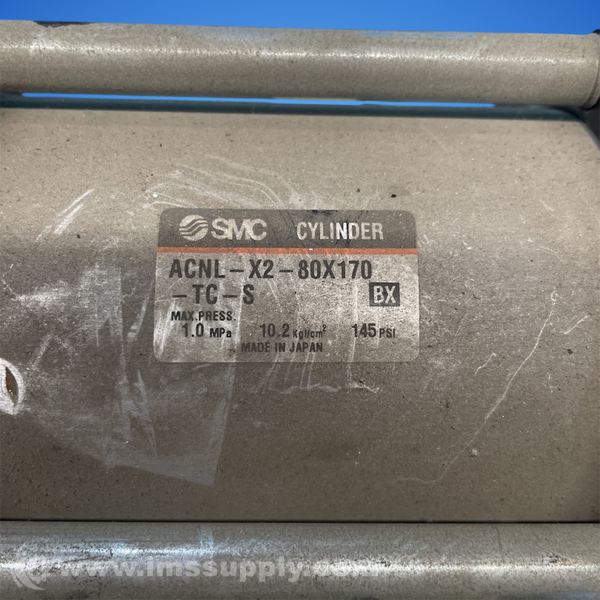 SMC CYLINDER
ACNL-X2-80X170
-TC-S BX
MAX.PRESS.
1.0 MPa 10.2 Kgf/cm² 145 PSI
MADE IN JAPAN
www.imssupply.com